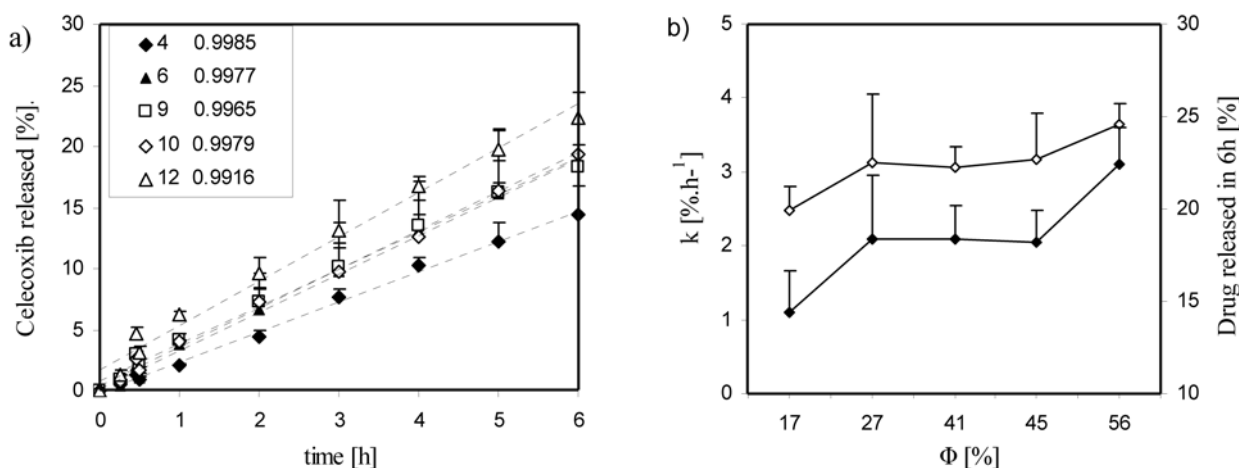 a)
Celecoxib released [%].
30
25
20
15
10
5
0
4 0.9985
6 0.9977
9 0.9965
10 0.9979
12 0.9916
0 1 2 3 4 5 6
time [h]
b)
k [%.h-¹]
5
4
3
2
1
0
17 27 41 45 56
Φ [%]
30
25
20
15
10
Drug released in 6h [%]